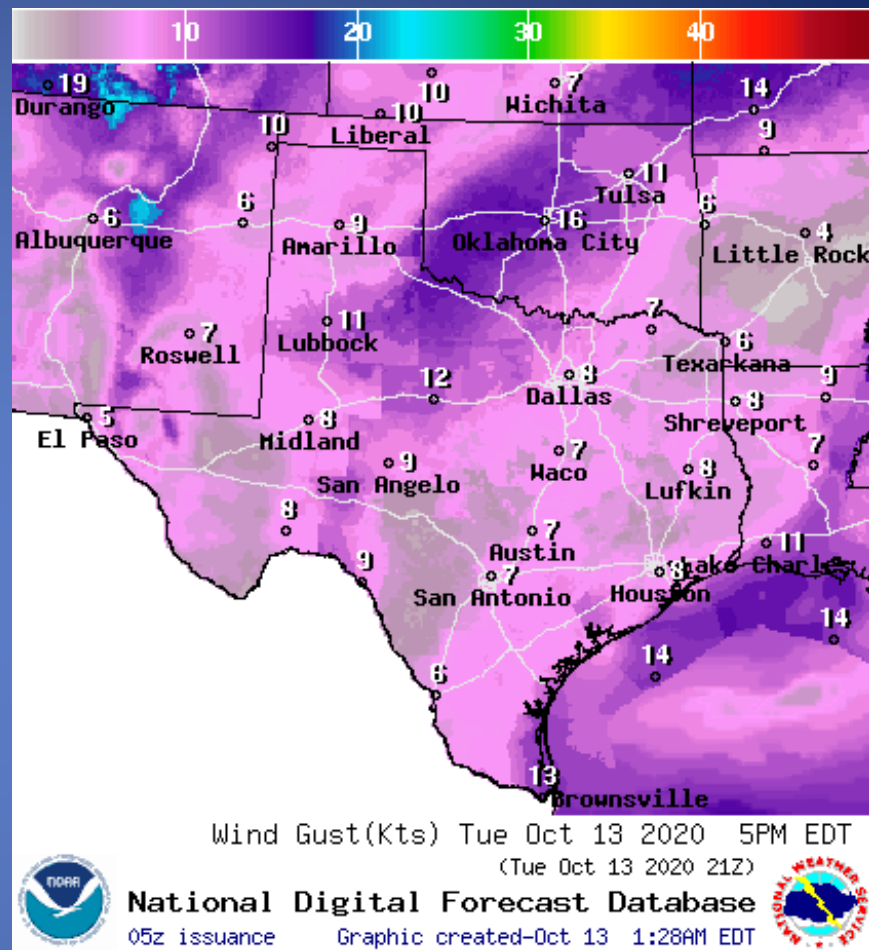 10 20 30 40
19 10 7 14
Durango 10 Wichita
10 Liberal 9
11
Tulsa
6 6 9 16 6 4
Albuquerque Amarillo Oklahoma City Little Rock
7 11 7
Roswell Lubbock 6
Texarkana
12 8 9
Dallas 8
5 8 Shreveport
El Paso Midland
9 7 8 7
San Angelo Waco Lufkin
8 7
Austin 11
9 7 8 Lake Charles
San Antonio Houston
14
6 14
13
Brownsville
Wind Gust(Kts) Tue Oct 13 2020 5PM EDT
(Tue Oct 13 2020 21Z)
NOAA
National Digital Forecast Database
NATIONAL WEATHER SERVICE
05z issuance Graphic created-Oct 13 1:28AM EDT